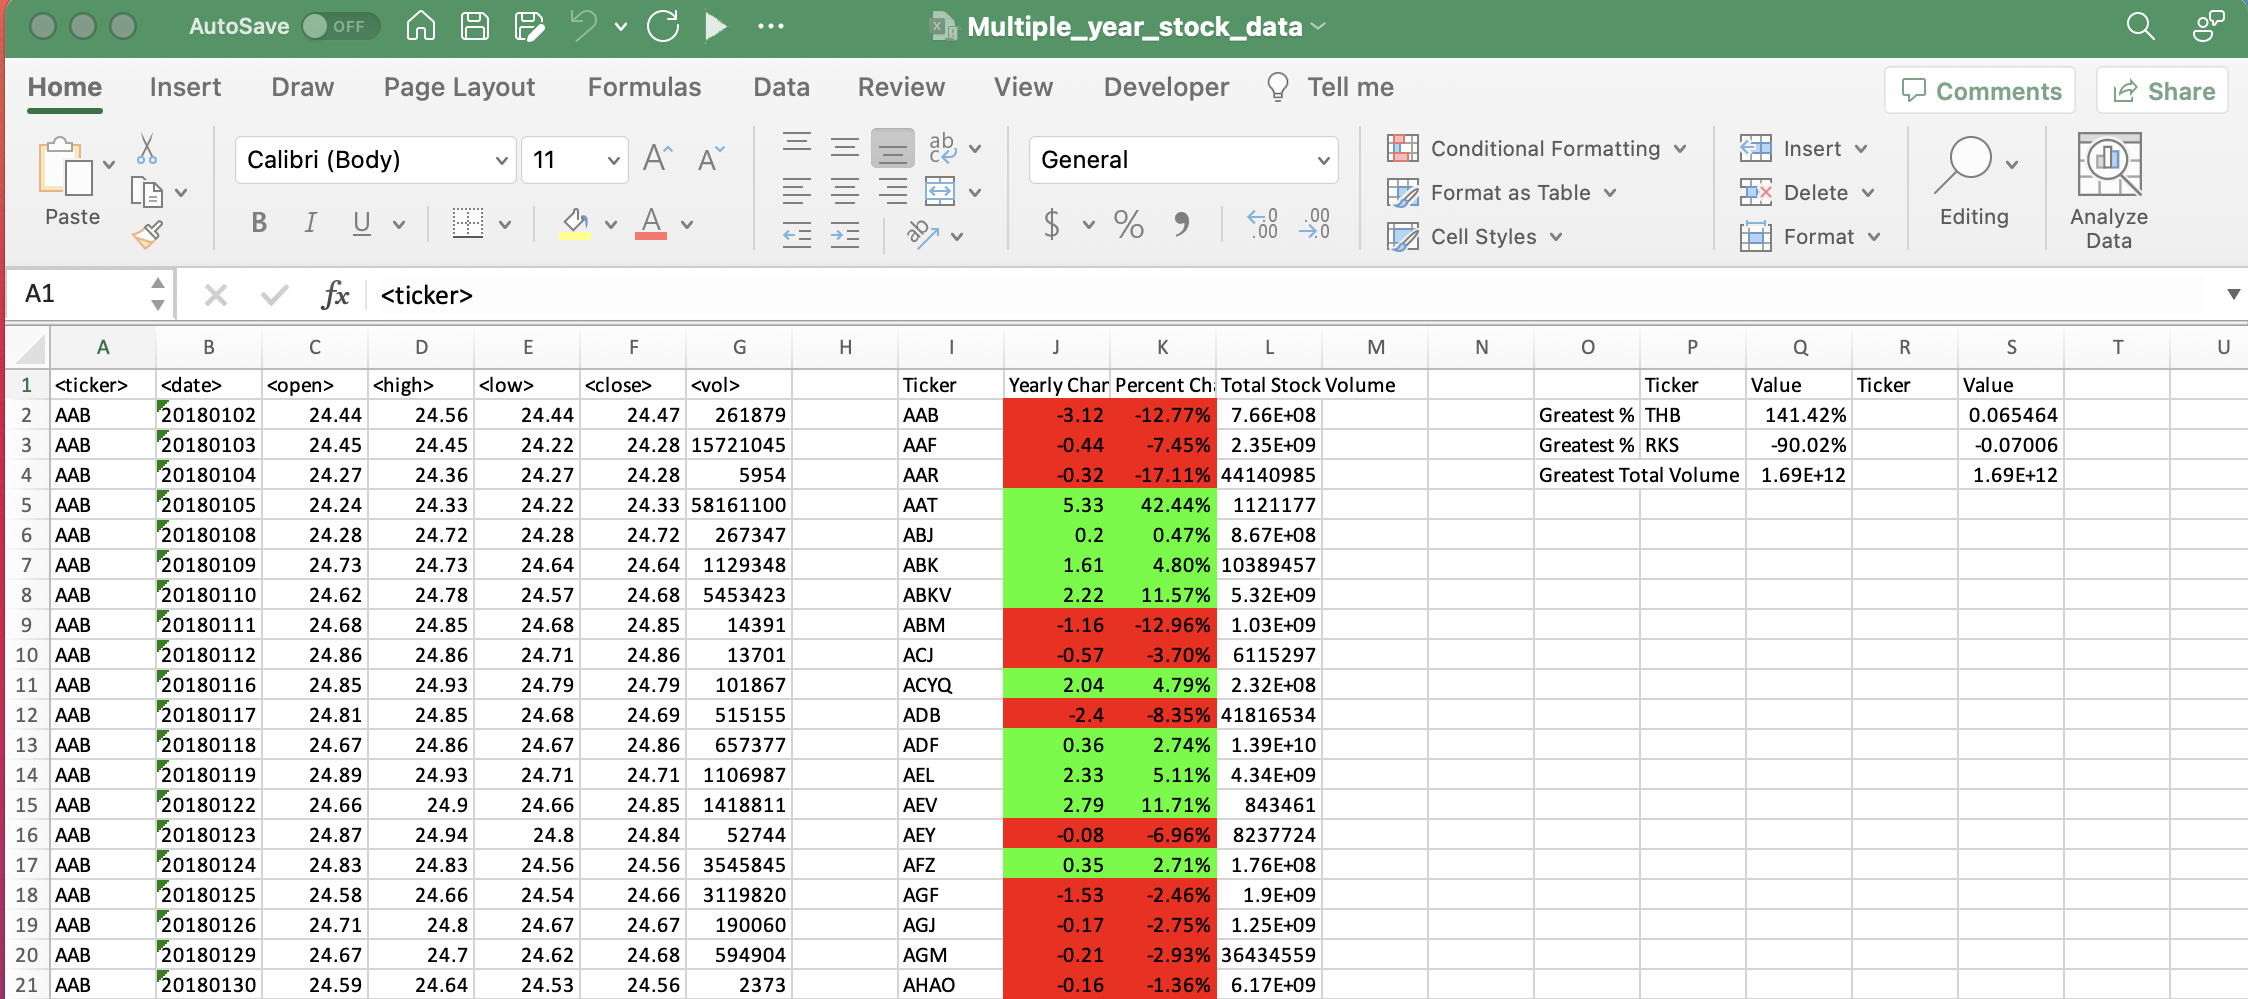 AutoSave OFF Multiple_year_stock_data
Home Insert Draw Page Layout Formulas Data Review View Developer Tell me Comments Share
Paste Calibri (Body) 11 General Conditional Formatting Format as Table Cell Styles Insert Delete Format Editing Analyze Data
A1 fx <ticker>
A B C D E F G H I J K L M N O P Q R S T U
1 <ticker> <date> <open> <high> <low> <close> <vol> Ticker Yearly Char Percent Ch Total Stock Volume Ticker Value Ticker Value
2 AAB 20180102 24.44 24.56 24.44 24.47 261879 AAB -3.12 -12.77% 7.66E+08 Greatest % THB 141.42% 0.065464
3 AAB 20180103 24.45 24.45 24.22 24.28 15721045 AAF -0.44 -7.45% 2.35E+09 Greatest % RKS -90.02% -0.07006
4 AAB 20180104 24.27 24.36 24.27 24.28 5954 AAR -0.32 -17.11% 44140985 Greatest Total Volume 1.69E+12 1.69E+12
5 AAB 20180105 24.24 24.33 24.22 24.33 58161100 AAT 5.33 42.44% 1121177
6 AAB 20180108 24.28 24.72 24.28 24.72 267347 ABJ 0.2 0.47% 8.67E+08
7 AAB 20180109 24.73 24.73 24.64 24.64 1129348 ABK 1.61 4.80% 10389457
8 AAB 20180110 24.62 24.78 24.57 24.68 5453423 ABKV 2.22 11.57% 5.32E+09
9 AAB 20180111 24.68 24.85 24.68 24.85 14391 ABM -1.16 -12.96% 1.03E+09
10 AAB 20180112 24.86 24.86 24.71 24.86 13701 ACJ -0.57 -3.70% 6115297
11 AAB 20180116 24.85 24.93 24.79 24.79 101867 ACYQ 2.04 4.79% 2.32E+08
12 AAB 20180117 24.81 24.85 24.68 24.69 515155 ADB -2.4 -8.35% 41816534
13 AAB 20180118 24.67 24.86 24.67 24.86 657377 ADF 0.36 2.74% 1.39E+10
14 AAB 20180119 24.89 24.93 24.71 24.71 1106987 AEL 2.33 5.11% 4.34E+09
15 AAB 20180122 24.66 24.9 24.66 24.85 1418811 AEV 2.79 11.71% 843461
16 AAB 20180123 24.87 24.94 24.8 24.84 52744 AEY -0.08 -6.96% 8237724
17 AAB 20180124 24.83 24.83 24.56 24.56 3545845 AFZ 0.35 2.71% 1.76E+08
18 AAB 20180125 24.58 24.66 24.54 24.66 3119820 AGF -1.53 -2.46% 1.9E+09
19 AAB 20180126 24.71 24.8 24.67 24.67 190060 AGJ -0.17 -2.75% 1.25E+09
20 AAB 20180129 24.67 24.7 24.62 24.68 594904 AGM -0.21 -2.93% 36434559
21 AAB 20180130 24.59 24.64 24.53 24.56 2373 AHAO -0.16 -1.36% 6.17E+09